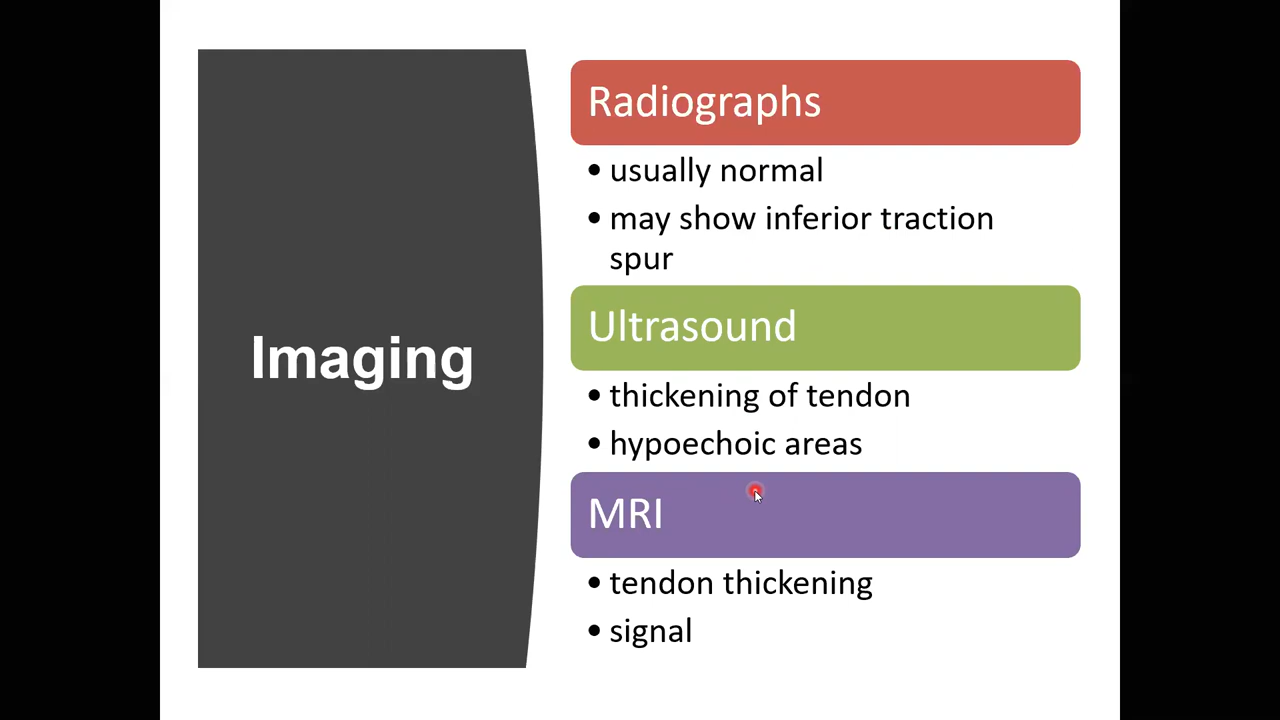 Imaging
Radiographs
• usually normal
• may show inferior traction
spur
Ultrasound
• thickening of tendon
• hypoechoic areas
MRI
• tendon thickening
• signal